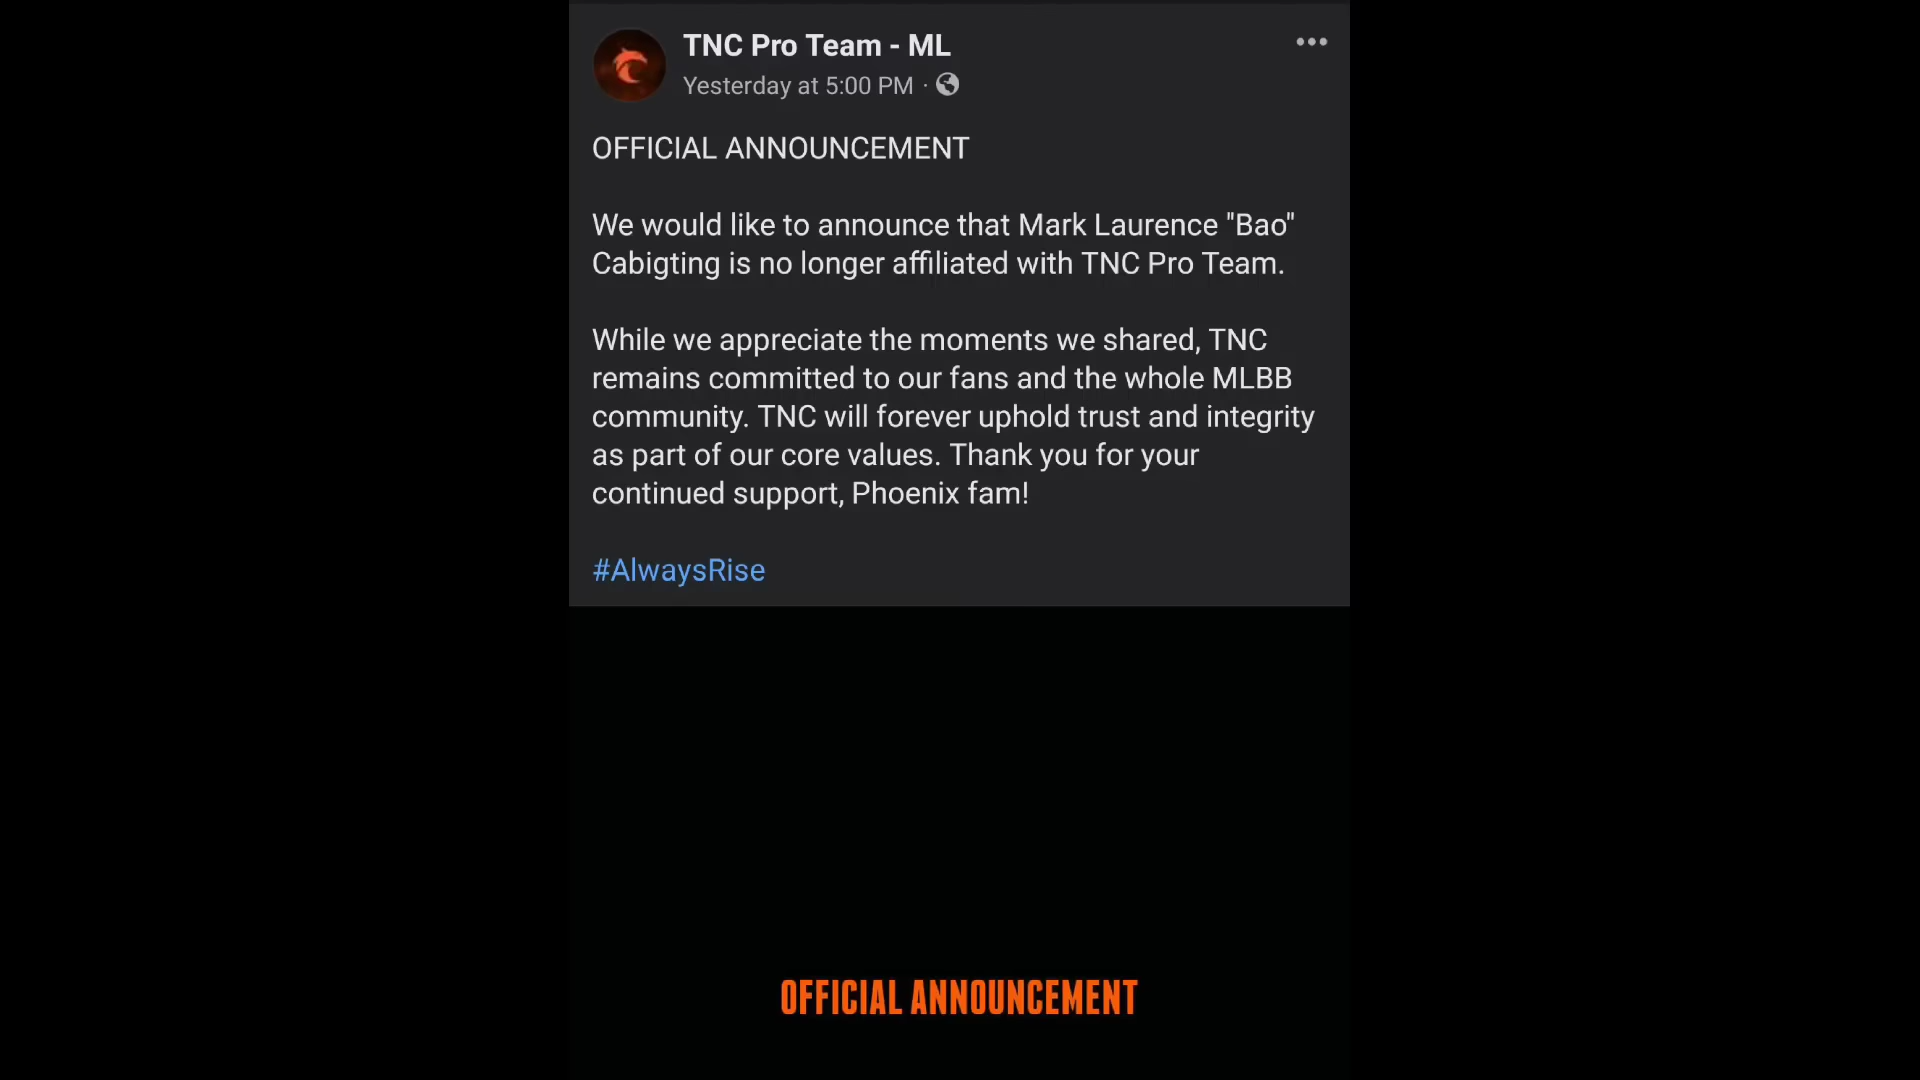 TNC Pro Team - ML
Yesterday at 5:00 PM ·
OFFICIAL ANNOUNCEMENT
We would like to announce that Mark Laurence "Bao"
Cabigting is no longer affiliated with TNC Pro Team.
While we appreciate the moments we shared, TNC
remains committed to our fans and the whole MLBB
community. TNC will forever uphold trust and integrity
as part of our core values. Thank you for your
continued support, Phoenix fam!
#AlwaysRise
OFFICIAL ANNOUNCEMENT